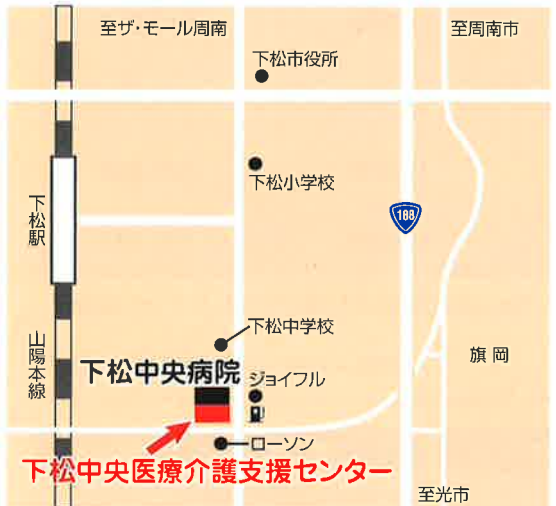 至ザ・モール周南
至周南市
下松市役所
下松小学校
188
下松駅
下松中学校
山陽本線
旗岡
下松中央病院
ジョイフル
ローソン
下松中央医療介護支援センター
至光市